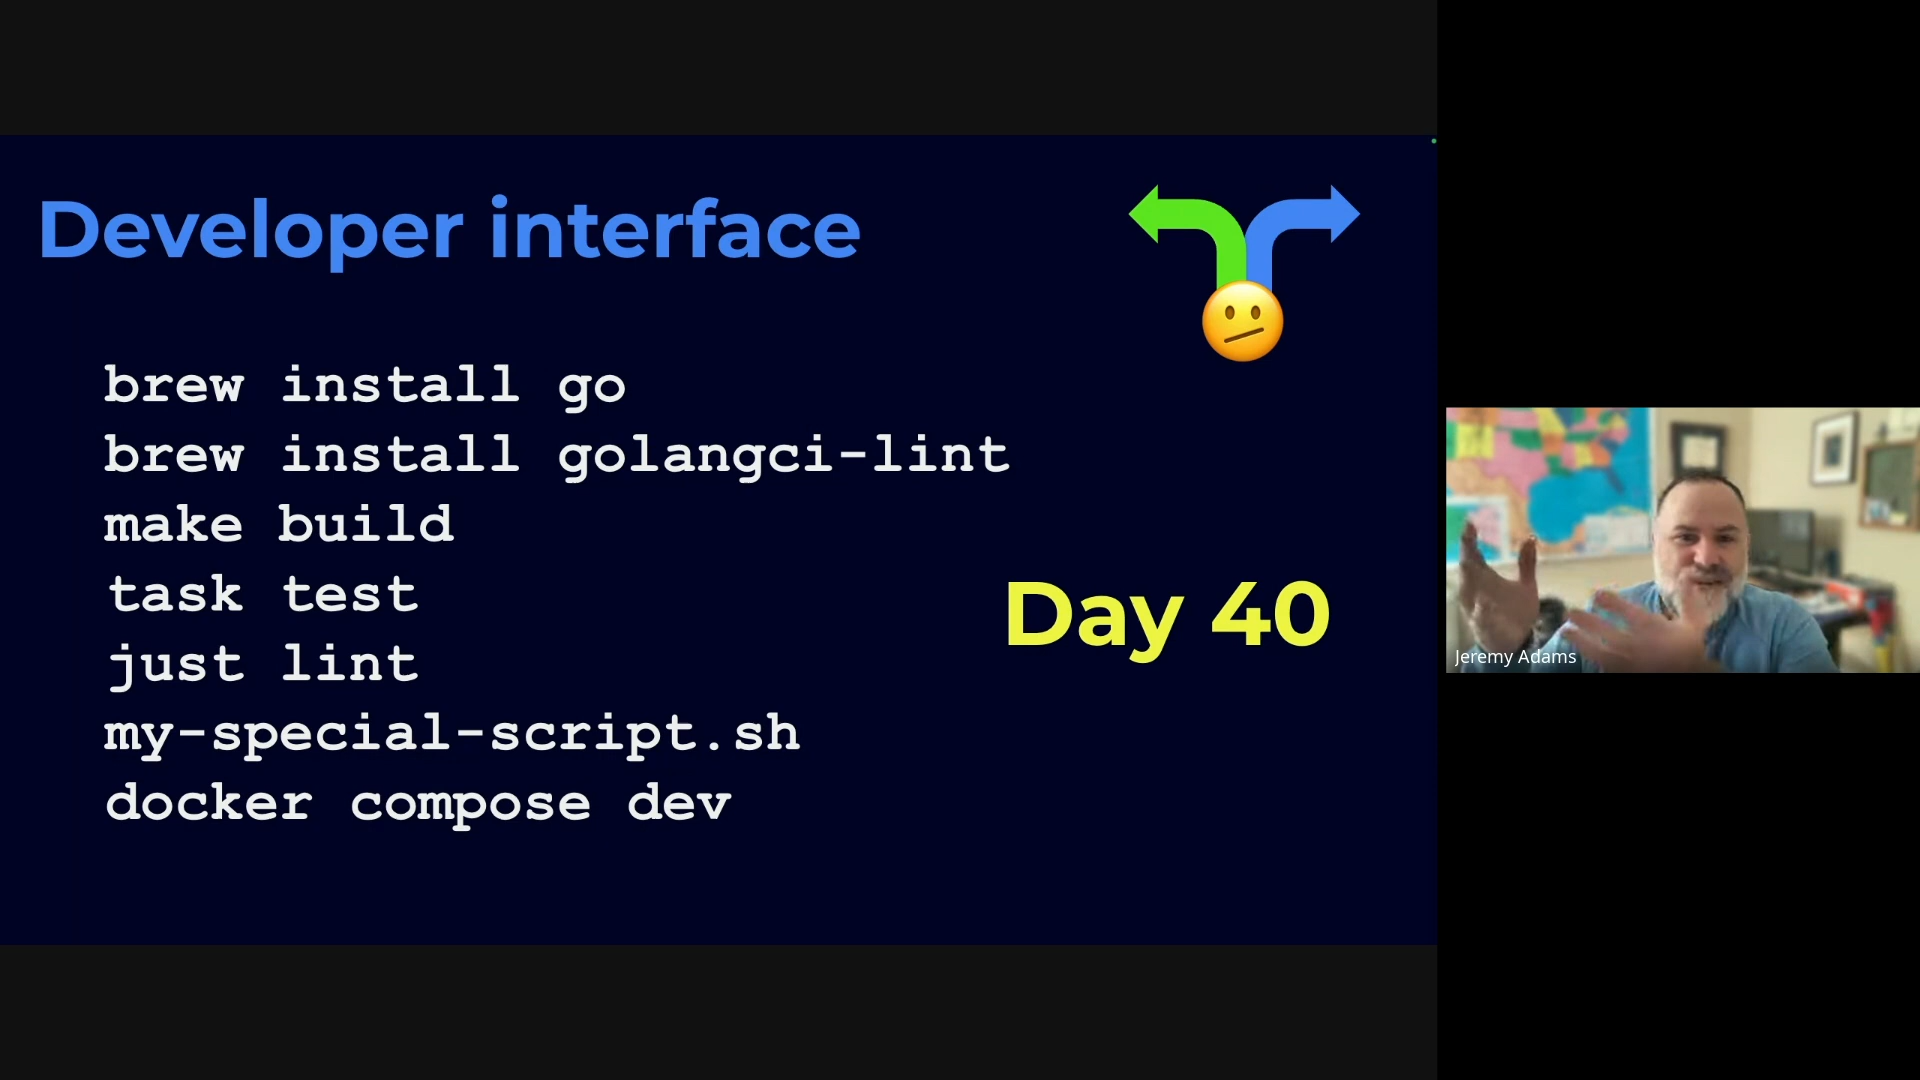 Developer interface
brew install go
brew install golangci-lint
make build
task test
just lint
my-special-script.sh
docker compose dev
Day 40
Jeremy Adams